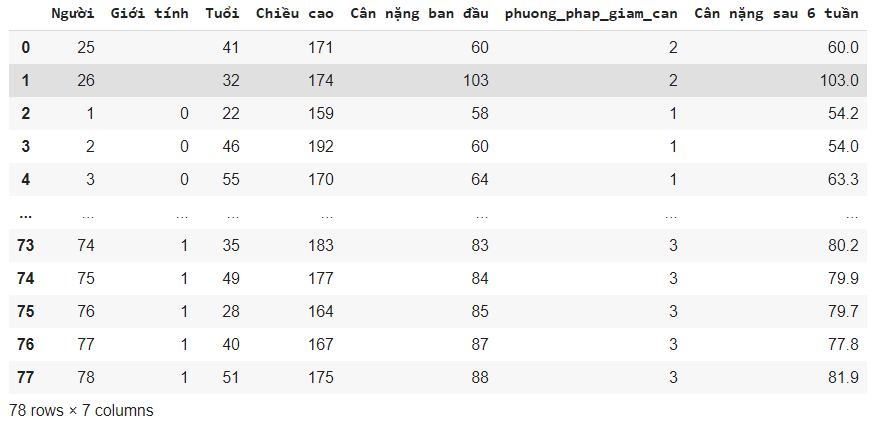 Người Giới tính Tuổi Chiều cao Cân nặng ban đầu phuong_phap_giam_can Cân nặng sau 6 tuần
0 25 41 171 60 2 60.0
1 26 32 174 103 2 103.0
2 1 0 22 159 58 1 54.2
3 2 0 46 192 60 1 54.0
4 3 0 55 170 64 1 63.3
... ... ... ... ... ... ... ...
73 74 1 35 183 83 3 80.2
74 75 1 49 177 84 3 79.9
75 76 1 28 164 85 3 79.7
76 77 1 40 167 87 3 77.8
77 78 1 51 175 88 3 81.9
78 rows × 7 columns